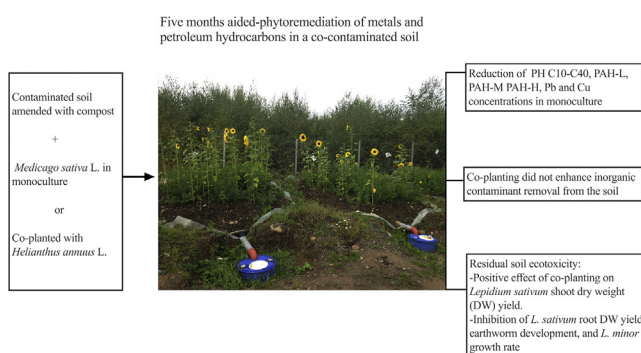 Five months aided-phytoremediation of metals and
petroleum hydrocarbons in a co-contaminated soil
Contaminated soil
amended with compost
+
Medicago sativa L. in
monoculture
or
Co-planted with
Helianthus annuus L.
Reduction of PH C10-C40, PAH-L,
PAH-M PAH-H, Pb and Cu
concentrations in monoculture
Co-planting did not enhance inorganic
contaminant removal from the soil
Residual soil ecotoxicity:
-Positive effect of co-planting on
Lepidium sativum shoot dry weight
(DW) yield.
-Inhibition of L. sativum root DW yield
earthworm development, and L. minor
growth rate